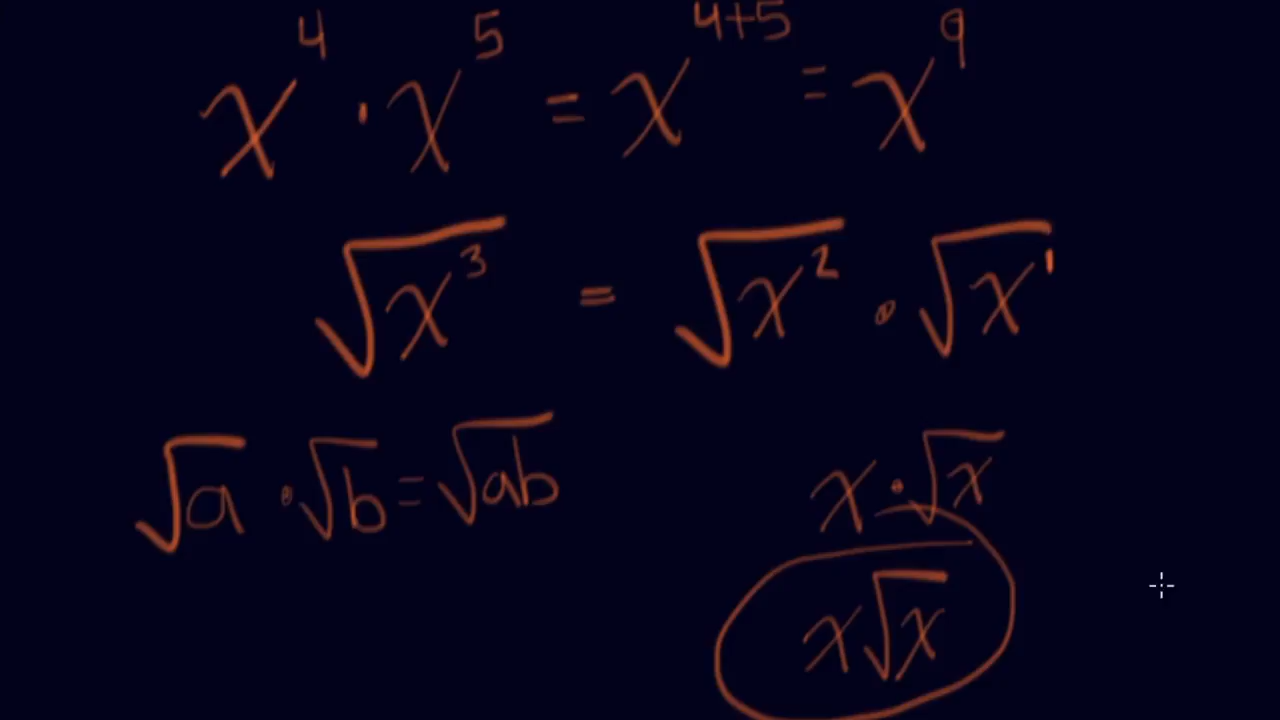 x⁴ · x⁵ = x⁴⁺⁵ = x⁹
√x³ = √x² · √x¹
√a · √b = √ab
x · √x
x√x